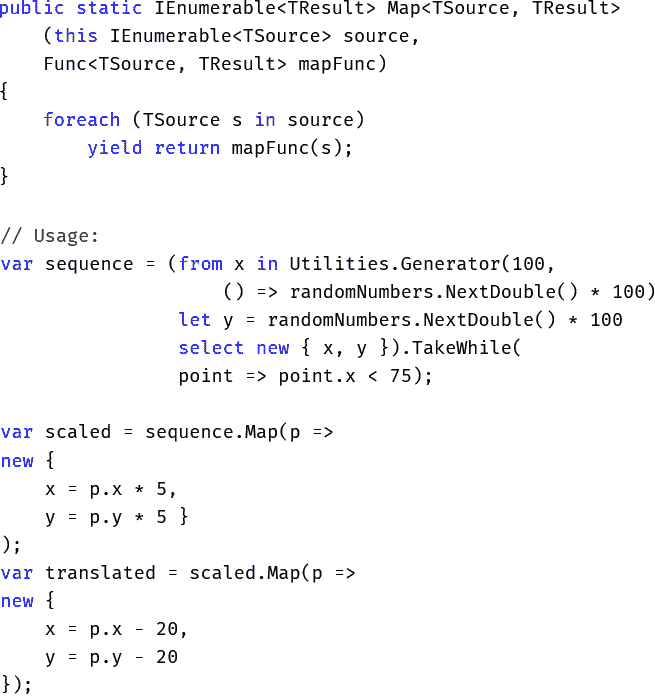 public static IEnumerable<TResult> Map<TSource, TResult>
    (this IEnumerable<TSource> source,
    Func<TSource, TResult> mapFunc)
{
    foreach (TSource s in source)
        yield return mapFunc(s);
}

// Usage:
var sequence = (from x in Utilities.Generator(100,
                    () => randomNumbers.NextDouble() * 100)
                let y = randomNumbers.NextDouble() * 100
                select new { x, y }).TakeWhile(
                point => point.x < 75);

var scaled = sequence.Map(p =>
new {
    x = p.x * 5,
    y = p.y * 5 }
);
var translated = scaled.Map(p =>
new {
    x = p.x - 20,
    y = p.y - 20
});